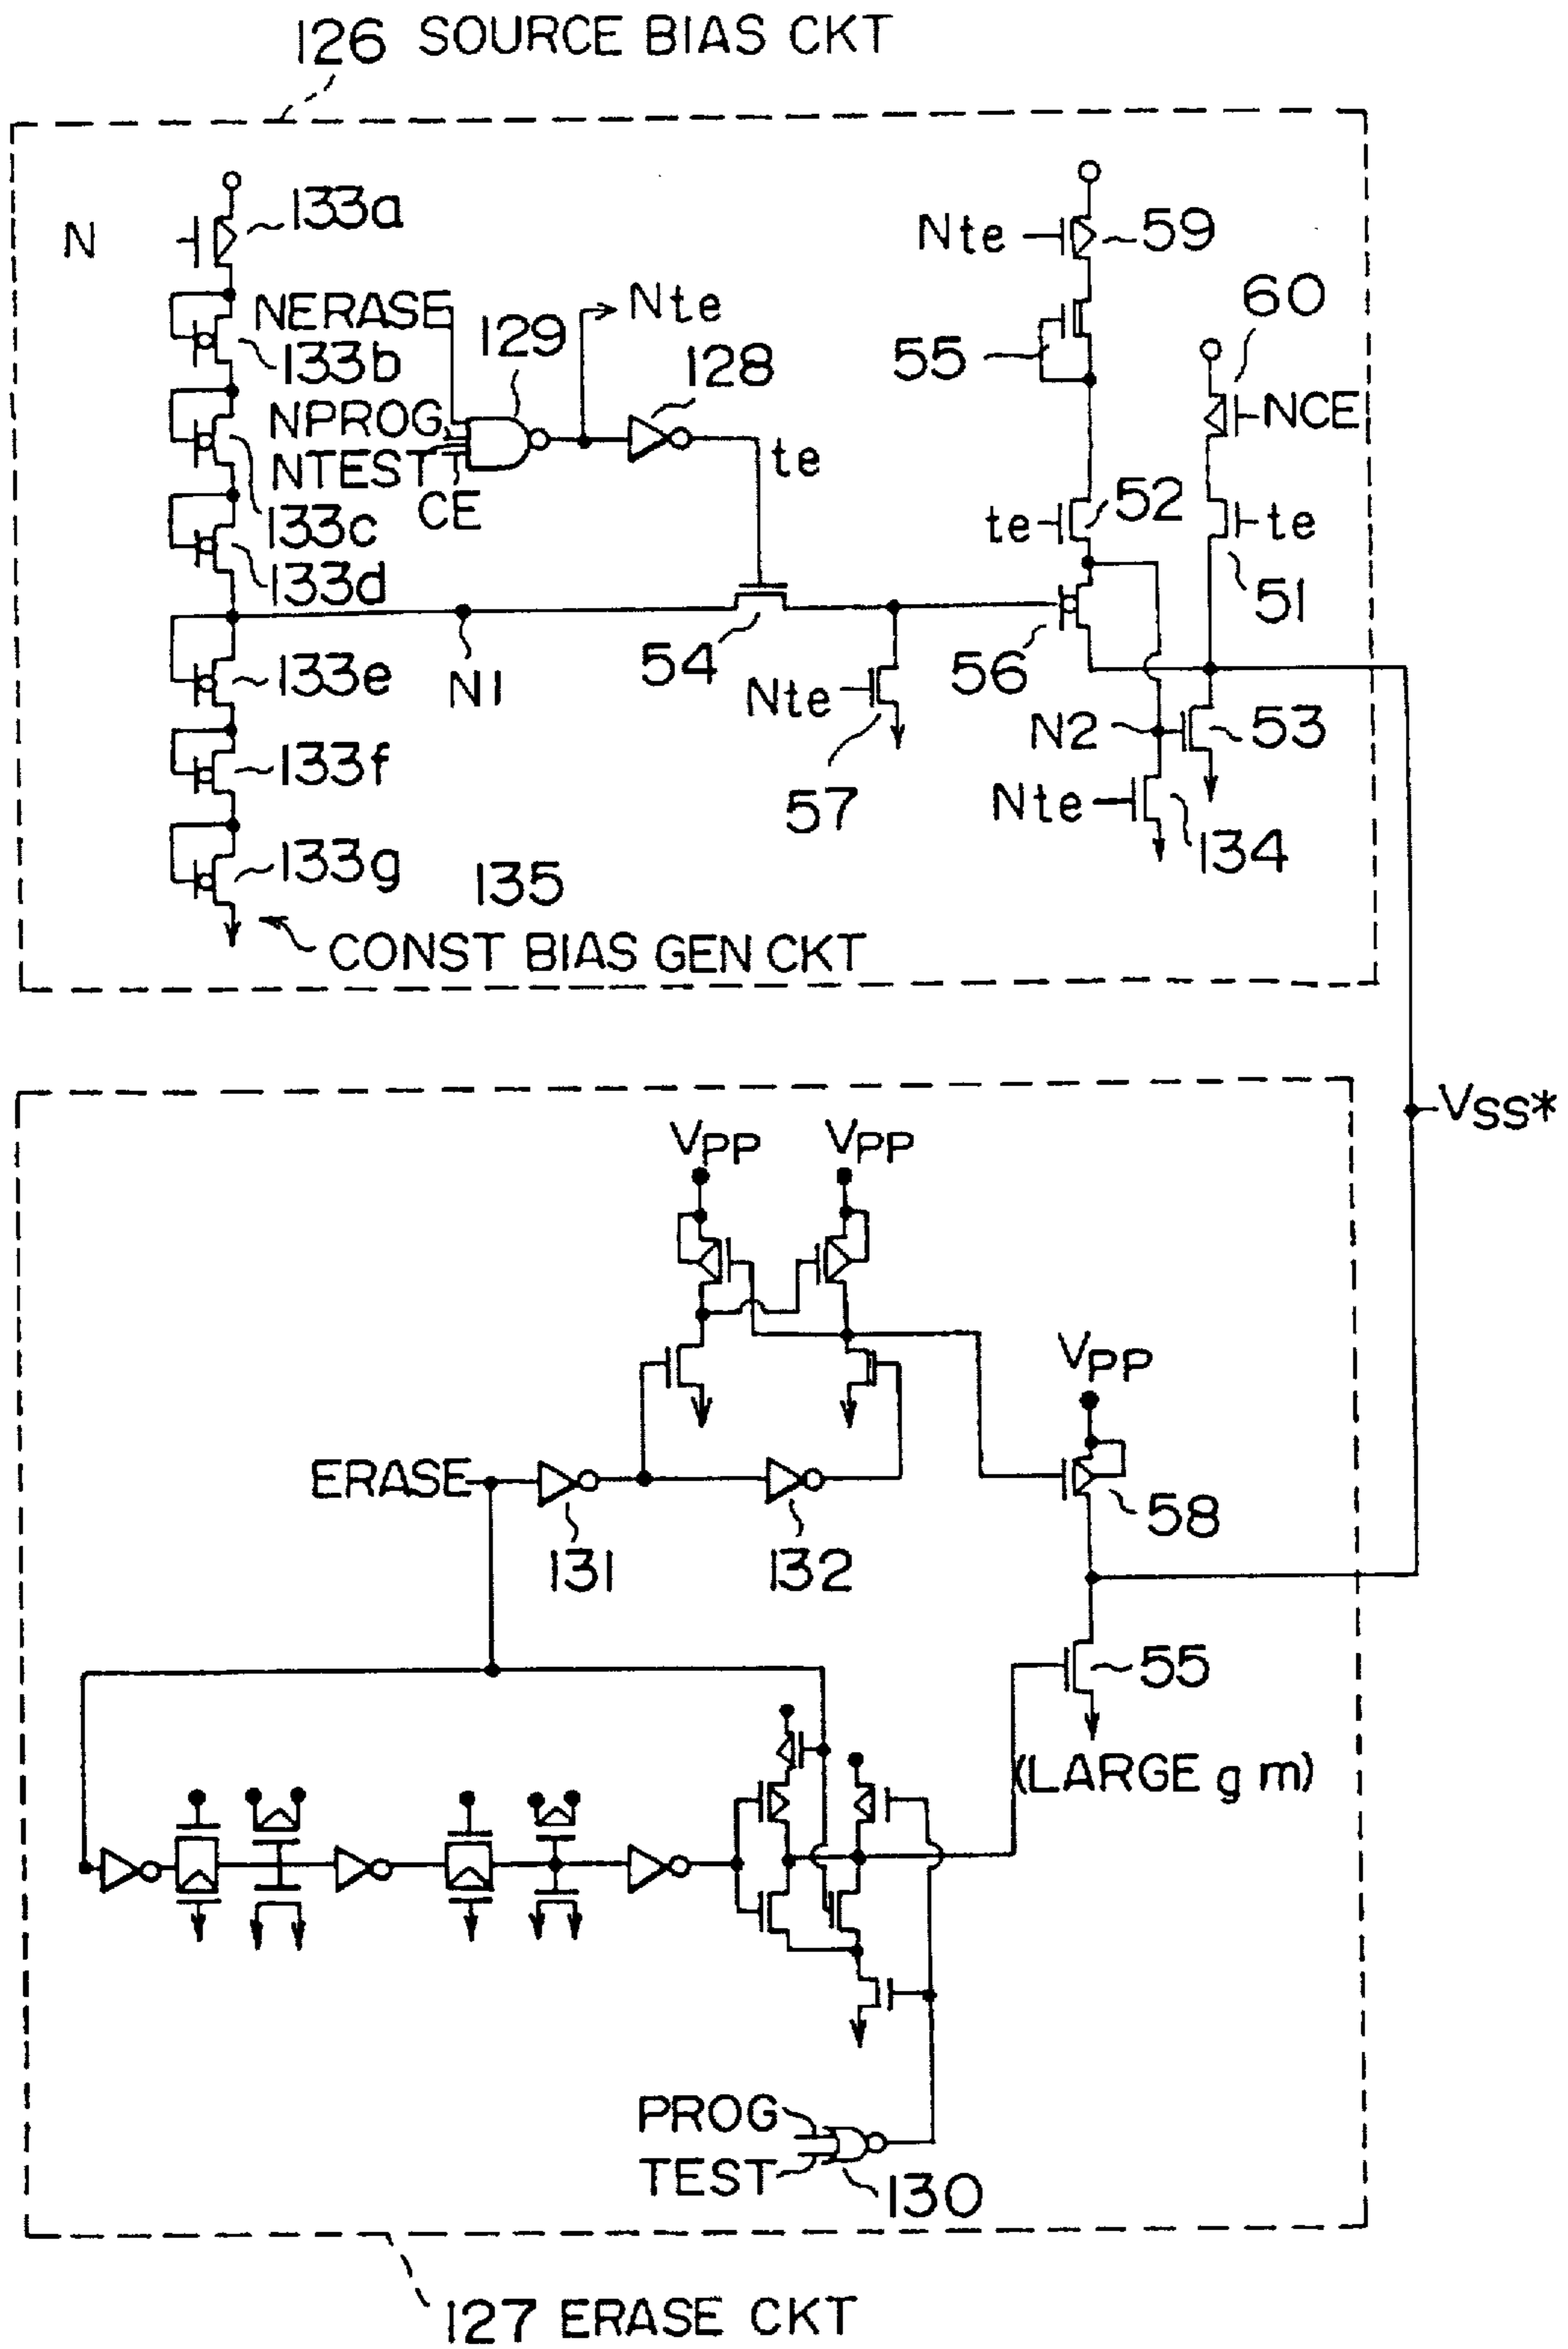 126 SOURCE BIAS CKT
N
133a
Nte
59
NERASE
129
Nte
60
133b
128
55
NCE
NPROG
NTEST
te
CE
133c
te
52
te
133d
54
51
N1
56
133e
Nte
N2
53
133f
57
Nte
134
133g
135
CONST BIAS GEN CKT
VSS*
VPP
VPP
VPP
ERASE
58
131
132
55
(LARGE g m)
PROG
TEST
130
127 ERASE CKT